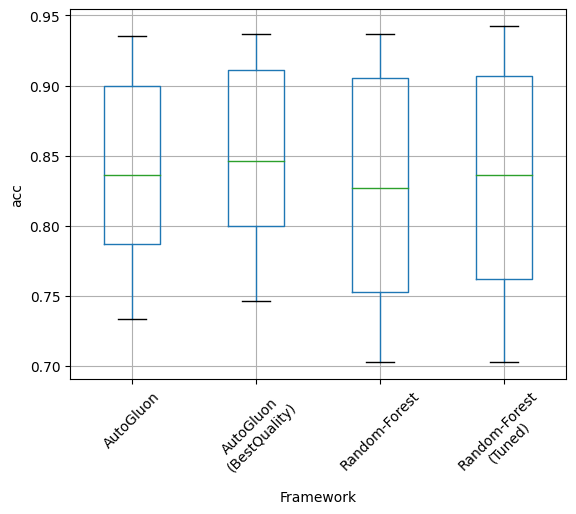 0.95
0.90
0.85
0.80
0.75
0.70
acc
AutoGluon
AutoGluon
(BestQuality)
Random-Forest
Random-Forest
(Tuned)
Framework